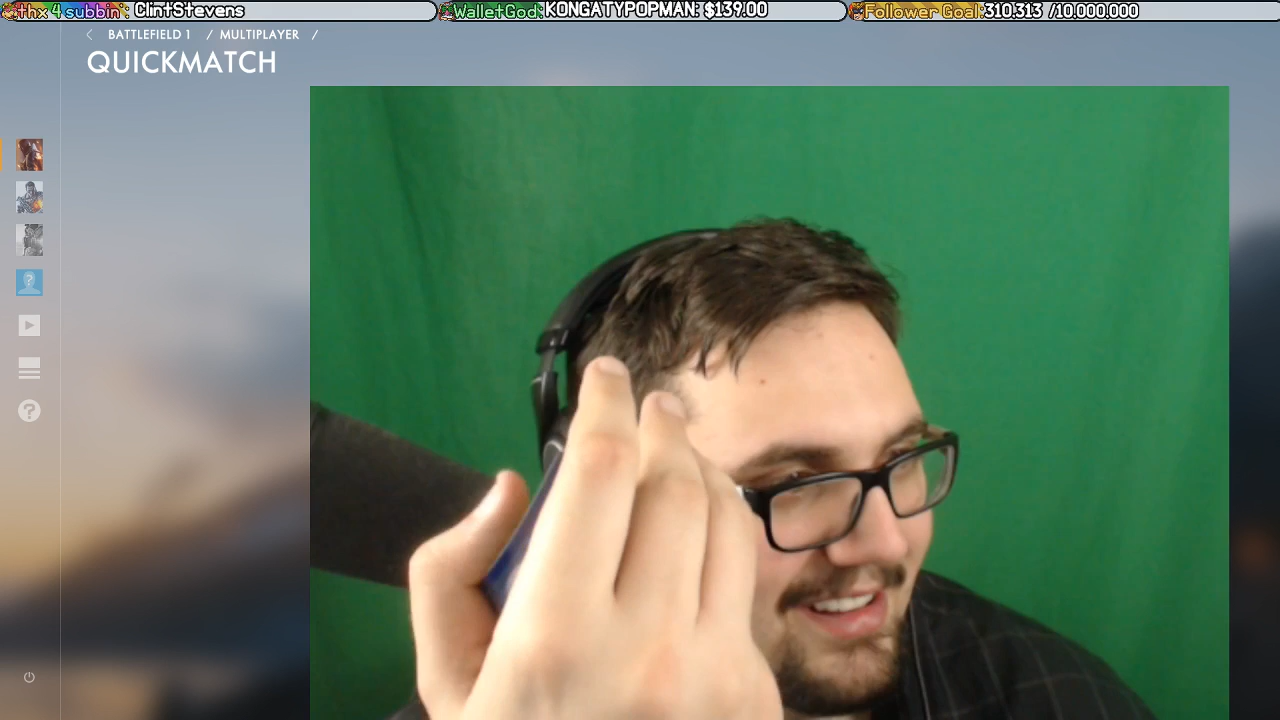 thx 4 subbin': ClintStevens
WalletGod: KONGATYPOPMAN: $139.00
Follower Goal: 310,313 /10,000,000
BATTLEFIELD 1 / MULTIPLAYER /
QUICKMATCH